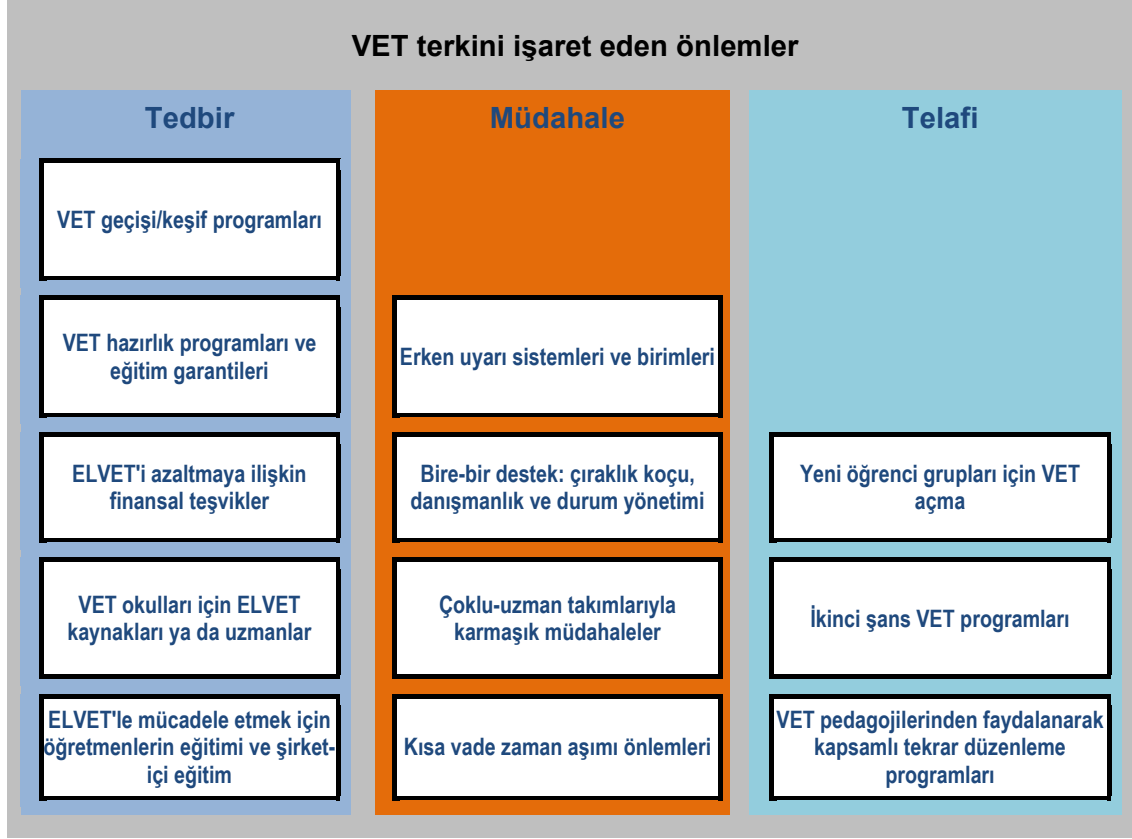 VET terkini işaret eden önlemler
Tedbir
VET geçişi/keşif programları
VET hazırlık programları ve
eğitim garantileri
ELVET'i azaltmaya ilişkin
finansal teşvikler
VET okulları için ELVET
kaynakları ya da uzmanlar
ELVET'le mücadele etmek için
öğretmenlerin eğitimi ve şirket-
içi eğitim
Müdahale
Erken uyarı sistemleri ve birimleri
Bire-bir destek: çıraklık koçu,
danışmanlık ve durum yönetimi
Çoklu-uzman takımlarıyla
karmaşık müdahaleler
Kısa vade zaman aşımı önlemleri
Telafi
Yeni öğrenci grupları için VET
açma
İkinci şans VET programları
VET pedagojilerinden faydalanarak
kapsamlı tekrar düzenleme
programları